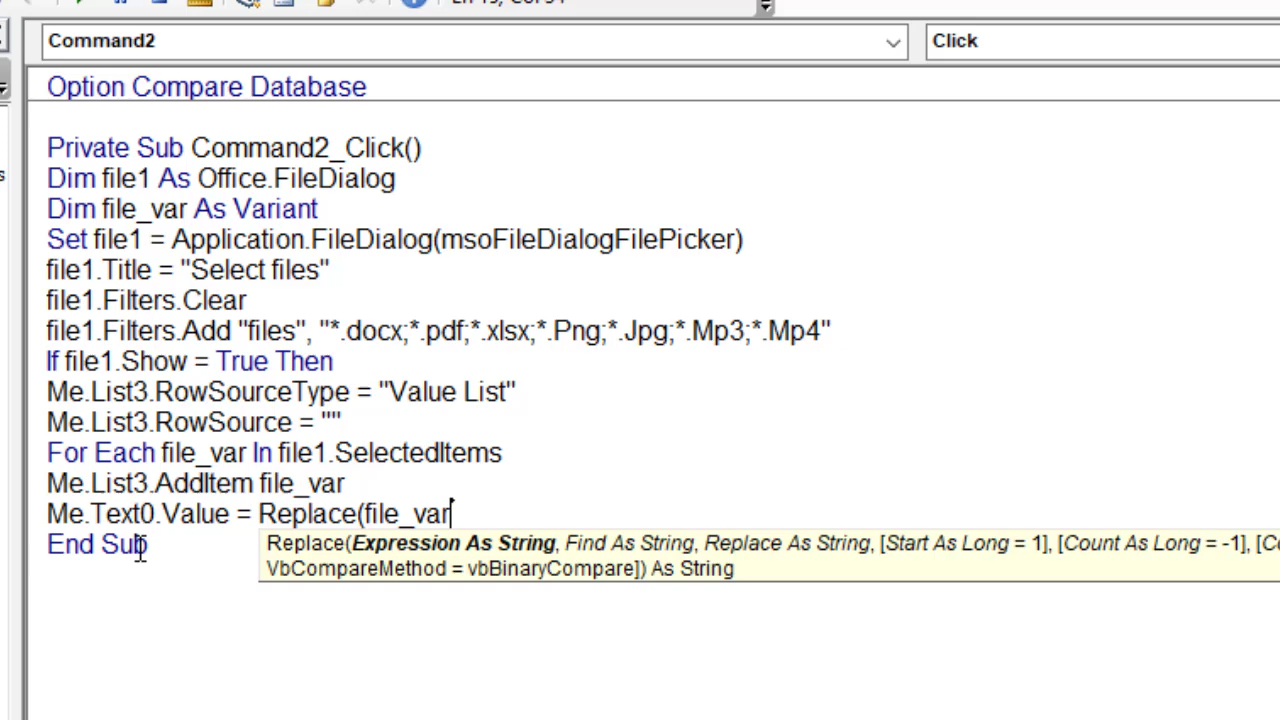 Command2
Click
Option Compare Database
Private Sub Command2_Click()
Dim file1 As Office.FileDialog
Dim file_var As Variant
Set file1 = Application.FileDialog(msoFileDialogFilePicker)
file1.Title = "Select files"
file1.Filters.Clear
file1.Filters.Add "files", "*.docx;*.pdf;*.xlsx;*.Png;*.Jpg;*.Mp3;*.Mp4"
If file1.Show = True Then
Me.List3.RowSourceType = "Value List"
Me.List3.RowSource = ""
For Each file_var In file1.SelectedItems
Me.List3.AddItem file_var
Me.Text0.Value = Replace(file_var
End Sub
Replace(Expression As String, Find As String, Replace As String, [Start As Long = 1], [Count As Long = -1], [Co
VbCompareMethod = vbBinaryCompare]) As String